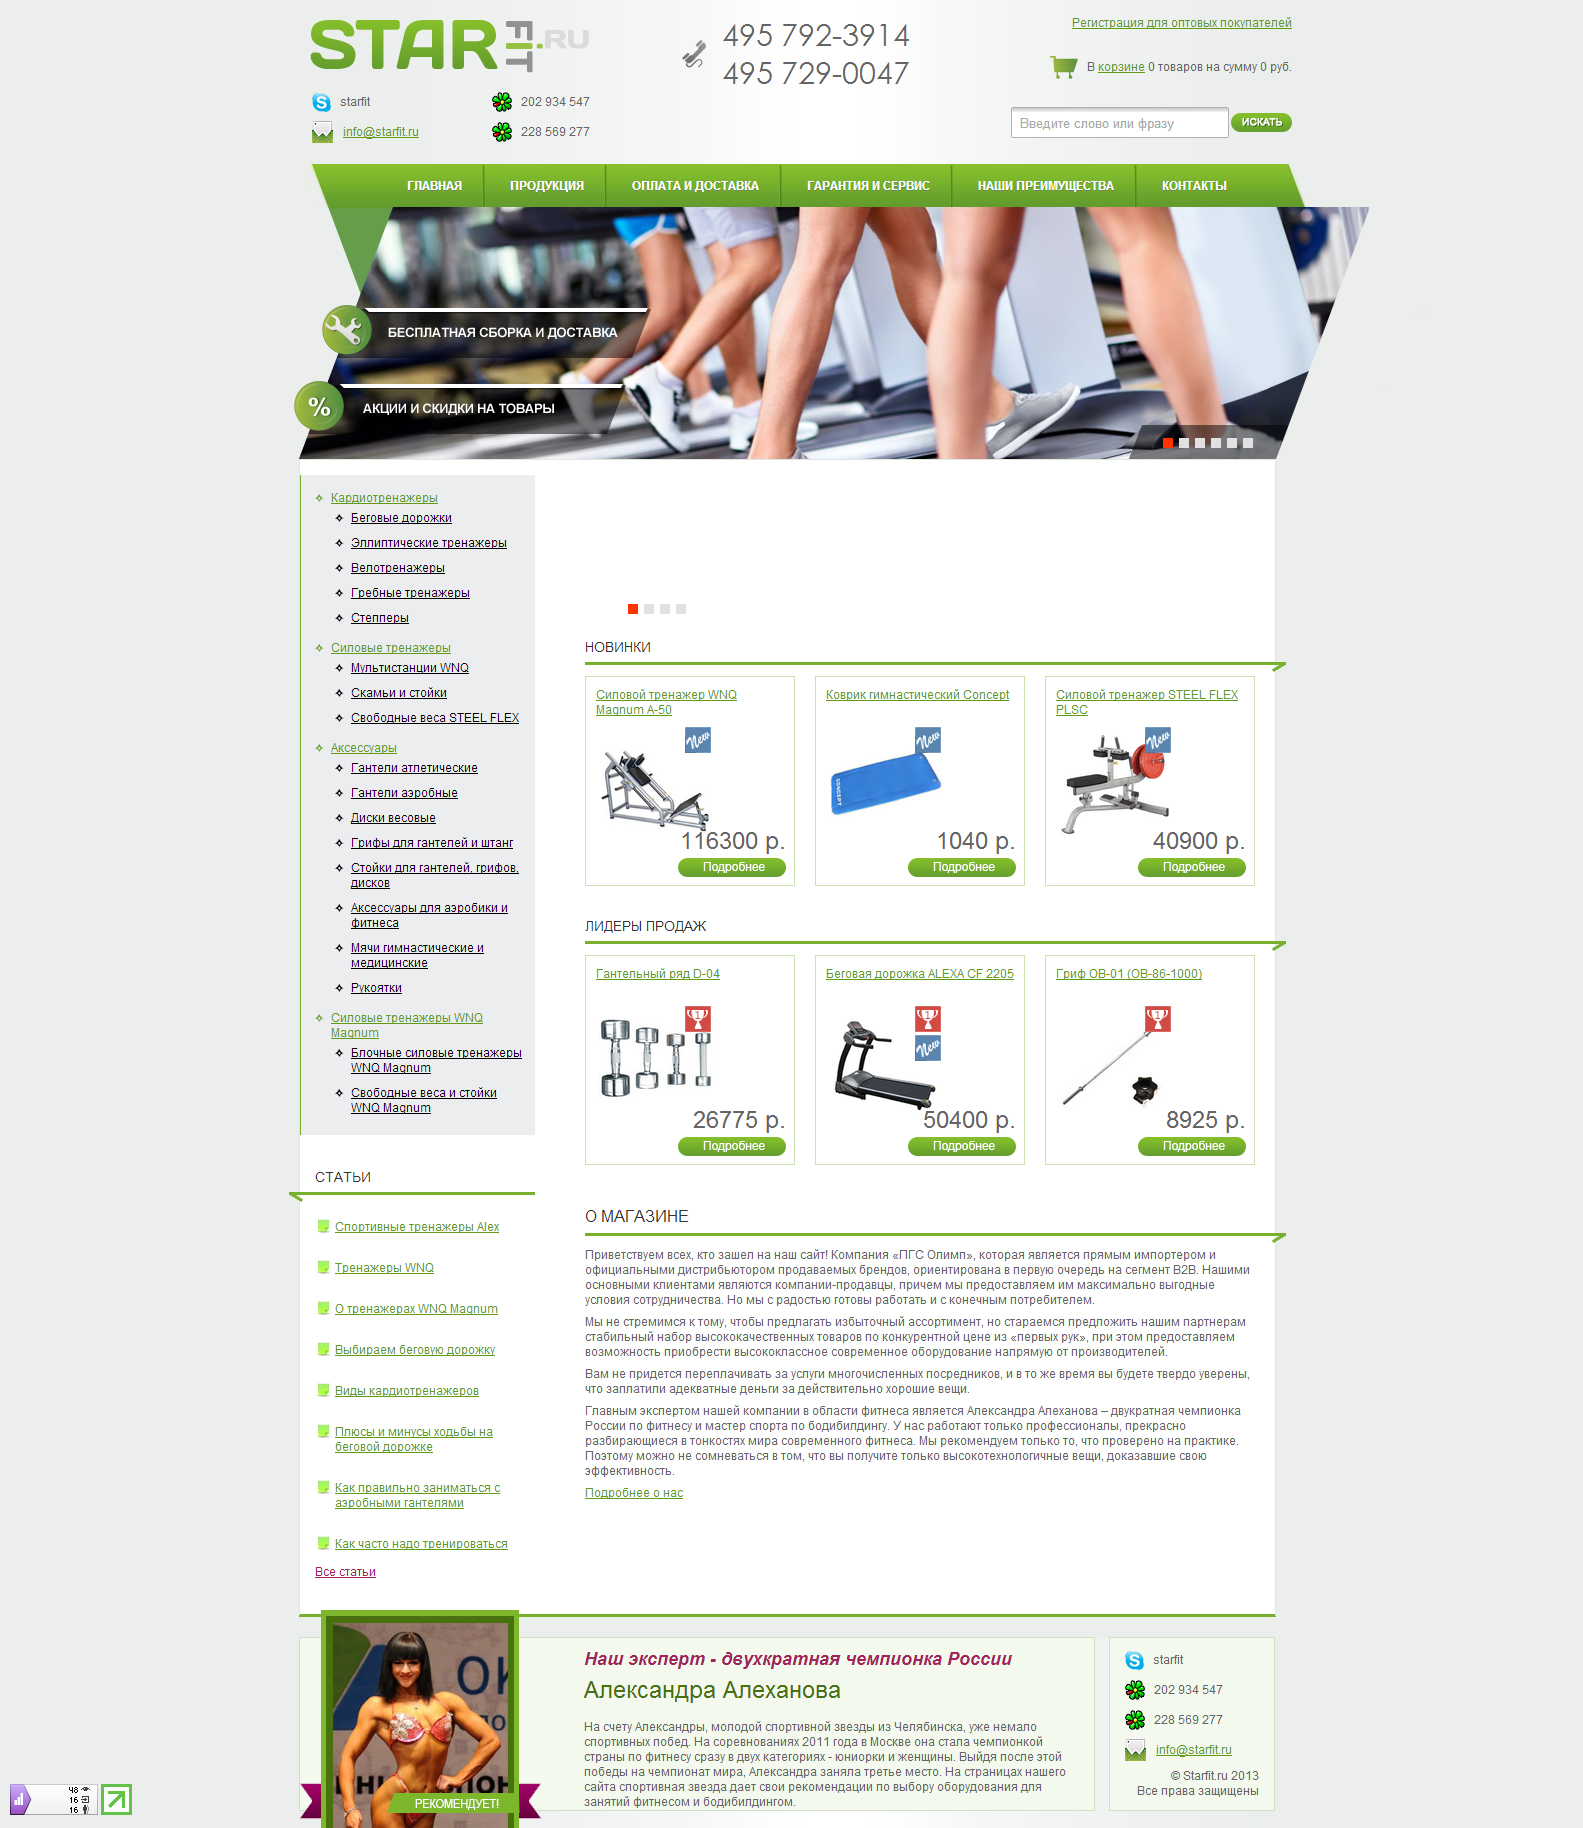 STAR FIT .RU
495 792-3914
495 729-0047
Регистрация для оптовых покупателей
В корзине 0 товаров на сумму 0 руб.
starfit
202 934 547
info@starfit.ru
228 569 277
Введите слово или фразу
ИСКАТЬ
ГЛАВНАЯ
ПРОДУКЦИЯ
ОПЛАТА И ДОСТАВКА
ГАРАНТИЯ И СЕРВИС
НАШИ ПРЕИМУЩЕСТВА
КОНТАКТЫ
БЕСПЛАТНАЯ СБОРКА И ДОСТАВКА
%
АКЦИИ И СКИДКИ НА ТОВАРЫ
Кардиотренажеры
Беговые дорожки
Эллиптические тренажеры
Велотренажеры
Гребные тренажеры
Степперы
Силовые тренажеры
Мультистанции WNQ
Скамьи и стойки
Свободные веса STEEL FLEX
Аксессуары
Гантели атлетические
Гантели аэробные
Диски весовые
Грифы для гантелей и штанг
Стойки для гантелей, грифов,
дисков
Аксессуары для аэробики и
фитнеса
Мячи гимнастические и
медицинские
Рукоятки
Силовые тренажеры WNQ
Magnum
Блочные силовые тренажеры
WNQ Magnum
Свободные веса и стойки
WNQ Magnum
СТАТЬИ
Спортивные тренажеры Alex
Тренажеры WNQ
О тренажерах WNQ Magnum
Выбираем беговую дорожку
Виды кардиотренажеров
Плюсы и минусы ходьбы на
беговой дорожке
Как правильно заниматься с
аэробными гантелями
Как часто надо тренироваться
Все статьи
НОВИНКИ
Силовой тренажер WNQ
Magnum A-50
New
116300 р.
Подробнее
Коврик гимнастический Concept
New
CONCEPT
1040 р.
Подробнее
Силовой тренажер STEEL FLEX
PLSC
New
40900 р.
Подробнее
ЛИДЕРЫ ПРОДАЖ
Гантельный ряд D-04
1
26775 р.
Подробнее
Беговая дорожка ALEXA CF 2205
1
New
50400 р.
Подробнее
Гриф ОВ-01 (ОВ-86-1000)
1
8925 р.
Подробнее
О МАГАЗИНЕ
Приветствуем всех, кто зашел на наш сайт! Компания «ПГС Олимп», которая является прямым импортером и
официальными дистрибьютором продаваемых брендов, ориентирована в первую очередь на сегмент B2B. Нашими
основными клиентами являются компании-продавцы, причем мы предоставляем им максимально выгодные
условия сотрудничества. Но мы с радостью готовы работать и с конечным потребителем.
Мы не стремимся к тому, чтобы предлагать избыточный ассортимент, но стараемся предложить нашим партнерам
стабильный набор высококачественных товаров по конкурентной цене из «первых рук», при этом предоставляем
возможность приобрести высококлассное современное оборудование напрямую от производителей.
Вам не придется переплачивать за услуги многочисленных посредников, и в то же время вы будете твердо уверены,
что заплатили адекватные деньги за действительно хорошие вещи.
Главным экспертом нашей компании в области фитнеса является Александра Алеханова – двукратная чемпионка
России по фитнесу и мастер спорта по бодибилдингу. У нас работают только профессионалы, прекрасно
разбирающиеся в тонкостях мира современного фитнеса. Мы рекомендуем только то, что проверено на практике.
Поэтому можно не сомневаться в том, что вы получите только высокотехнологичные вещи, доказавшие свою
эффективность.
Подробнее о нас
РЕКОМЕНДУЕТ!
Наш эксперт - двухкратная чемпионка России
Александра Алеханова
На счету Александры, молодой спортивной звезды из Челябинска, уже немало
спортивных побед. На соревнованиях 2011 года в Москве она стала чемпионкой
страны по фитнесу сразу в двух категориях - юниорки и женщины. Выйдя после этой
победы на чемпионат мира, Александра заняла третье место. На страницах нашего
сайта спортивная звезда дает свои рекомендации по выбору оборудования для
занятий фитнесом и бодибилдингом.
starfit
202 934 547
228 569 277
info@starfit.ru
© Starfit.ru 2013
Все права защищены
48
16
16